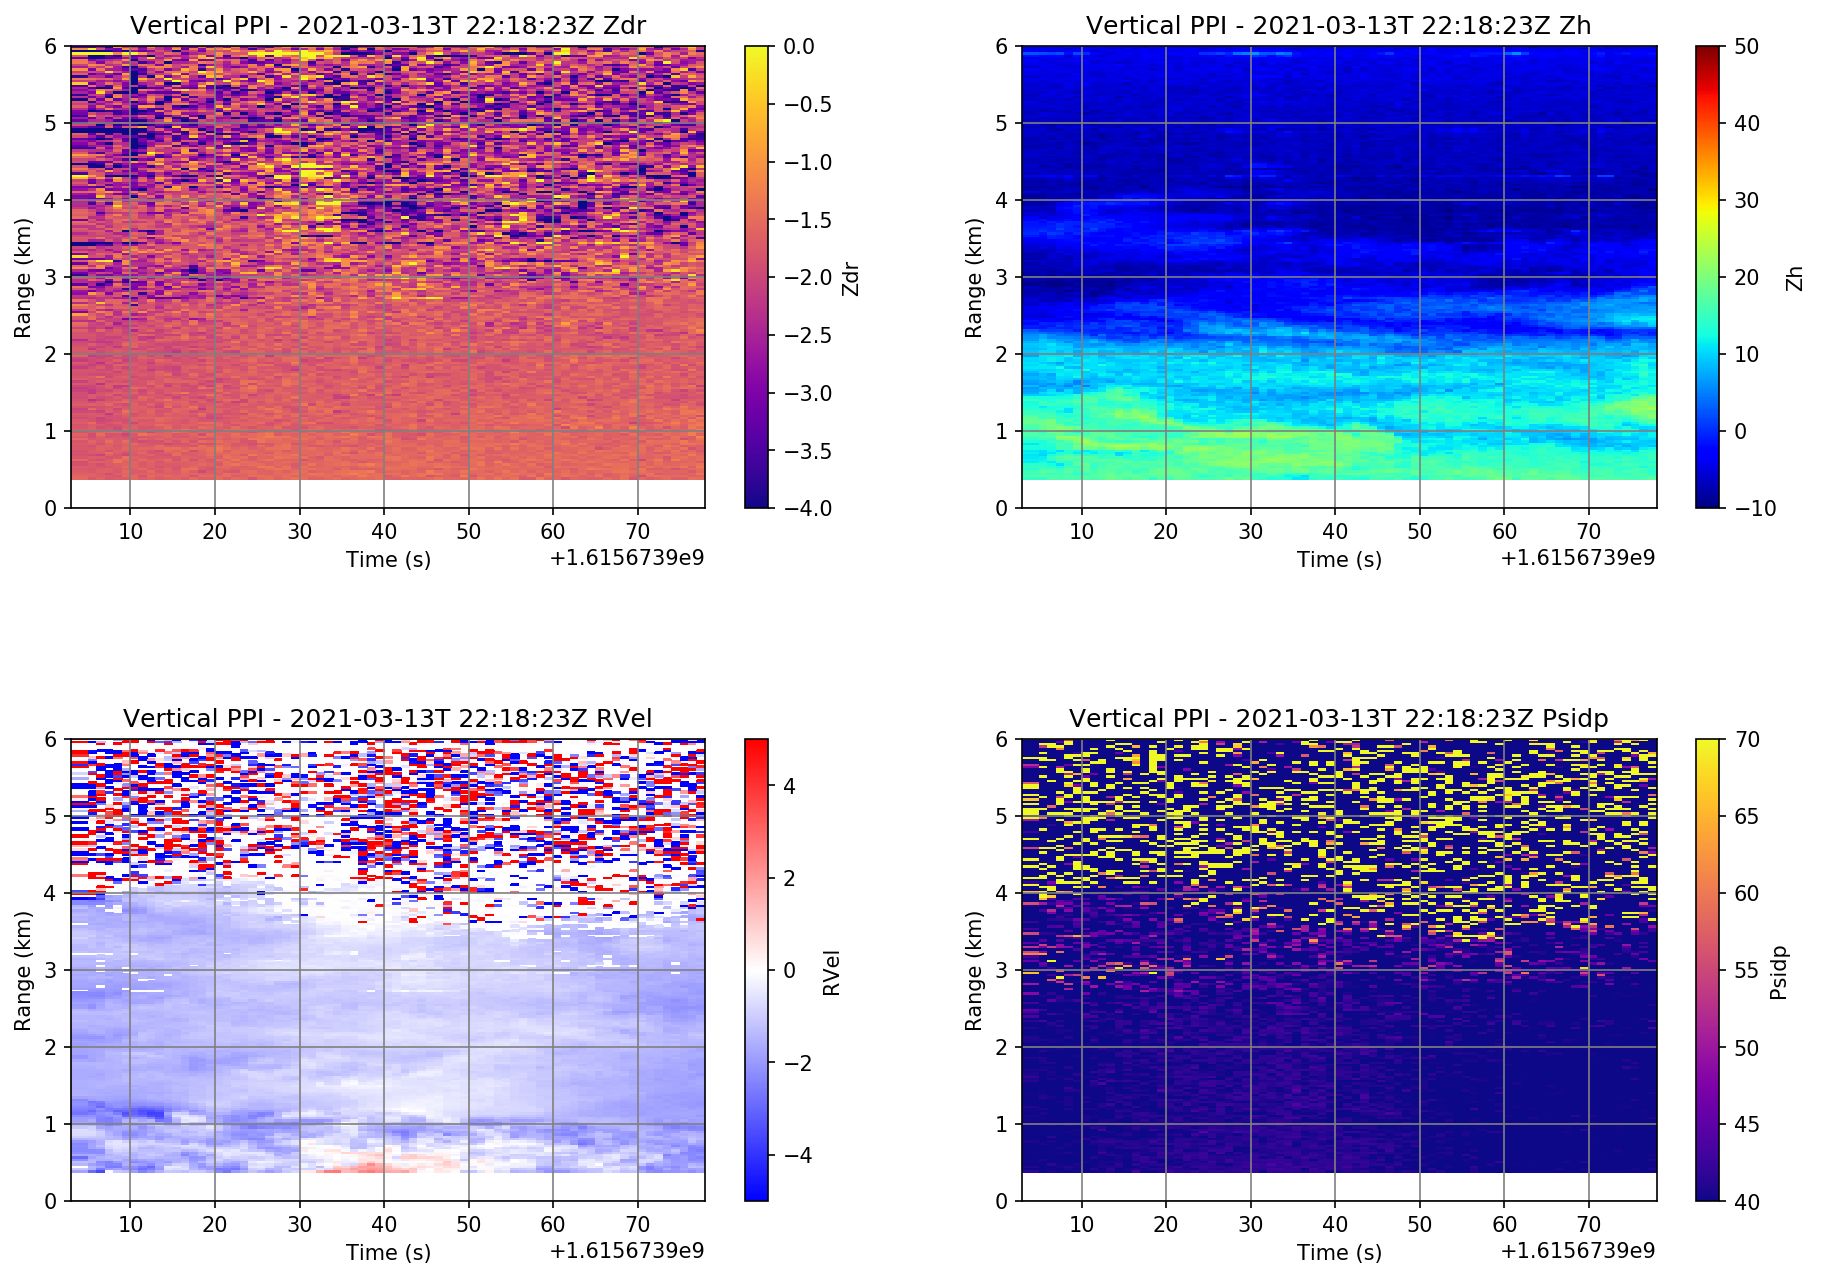 Vertical PPI - 2021-03-13T 22:18:23Z Zdr
6
5
4
3
2
1
0
Range (km)
10 20 30 40 50 60 70
Time (s)
+1.6156739e9
0.0
−0.5
−1.0
−1.5
−2.0
−2.5
−3.0
−3.5
−4.0
Zdr
Vertical PPI - 2021-03-13T 22:18:23Z Zh
6
5
4
3
2
1
0
Range (km)
10 20 30 40 50 60 70
Time (s)
+1.6156739e9
50
40
30
20
10
0
−10
Zh
Vertical PPI - 2021-03-13T 22:18:23Z RVel
6
5
4
3
2
1
0
Range (km)
10 20 30 40 50 60 70
Time (s)
+1.6156739e9
4
2
0
−2
−4
RVel
Vertical PPI - 2021-03-13T 22:18:23Z Psidp
6
5
4
3
2
1
0
Range (km)
10 20 30 40 50 60 70
Time (s)
+1.6156739e9
70
65
60
55
50
45
40
Psidp